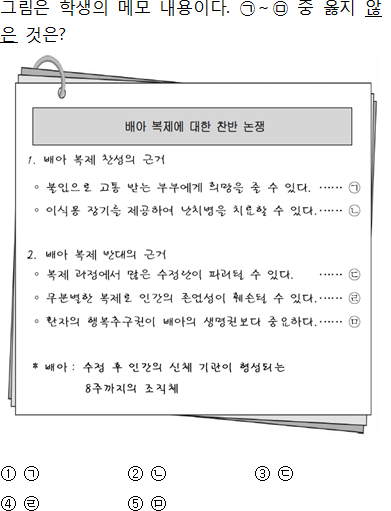 그림은 학생의 메모 내용이다. ㉠~㉤ 중 옳지 않
은 것은?
배아 복제에 대한 찬반 논쟁
1. 배아 복제 찬성의 근거
◦ 불임으로 고통 받는 부부에게 희망을 줄 수 있다. …… ㉠
◦ 이식용 장기를 제공하여 난치병을 치료할 수 있다. …… ㉡
2. 배아 복제 반대의 근거
◦ 복제 과정에서 많은 수정란이 파괴될 수 있다. …… ㉢
◦ 무분별한 복제로 인간의 존엄성이 훼손될 수 있다. …… ㉣
◦ 환자의 행복추구권이 배아의 생명권보다 중요하다. …… ㉤
* 배아 : 수정 후 인간의 신체 기관이 형성되는
8주까지의 조직체
① ㉠ ② ㉡ ③ ㉢
④ ㉣ ⑤ ㉤